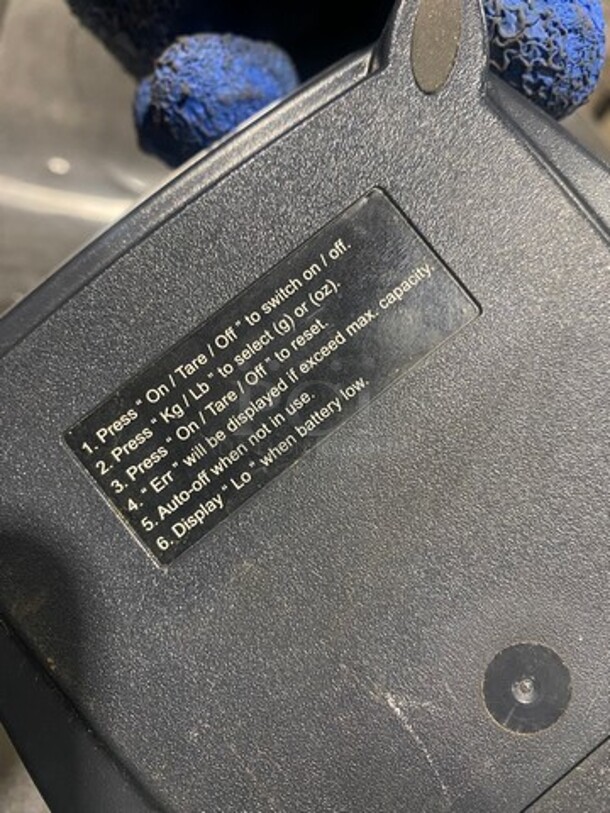 1. Press " On / Tare / Off " to switch on / off.
2. Press " Kg / Lb " to select (g) or (oz).
3. Press " On / Tare / Off " to reset.
4. " Err " will be displayed if exceed max. capacity.
5. Auto-off when not in use.
6. Display " Lo " when battery low.